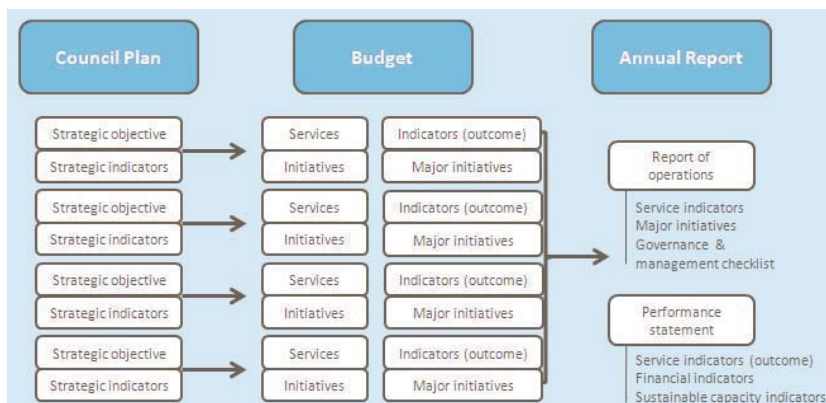 Council Plan
Budget
Annual Report
Strategic objective
Services
Indicators (outcome)
Strategic indicators
Initiatives
Major initiatives
Strategic objective
Services
Indicators (outcome)
Strategic indicators
Initiatives
Major initiatives
Strategic objective
Services
Indicators (outcome)
Strategic indicators
Initiatives
Major initiatives
Strategic objective
Services
Indicators (outcome)
Strategic indicators
Initiatives
Major initiatives
Report of
operations
Service indicators
Major initiatives
Governance &
management checklist
Performance
statement
Service indicators (outcome)
Financial indicators
Sustainable capacity indicators